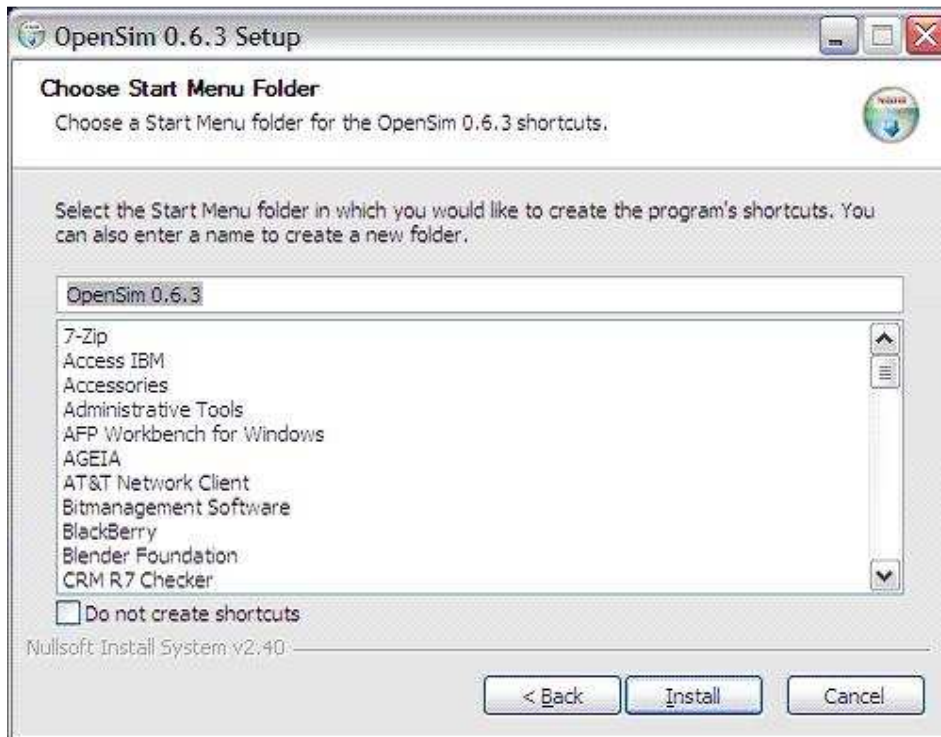 OpenSim 0.6.3 Setup
Choose Start Menu Folder
Choose a Start Menu folder for the OpenSim 0.6.3 shortcuts.
Select the Start Menu folder in which you would like to create the program's shortcuts. You
can also enter a name to create a new folder.
OpenSim 0.6.3
7-Zip
Access IBM
Accessories
Administrative Tools
AFP Workbench for Windows
AGEIA
AT&T Network Client
Bitmanagement Software
BlackBerry
Blender Foundation
CRM R7 Checker
Do not create shortcuts
Nullsoft Install System v2.40
< Back Install Cancel